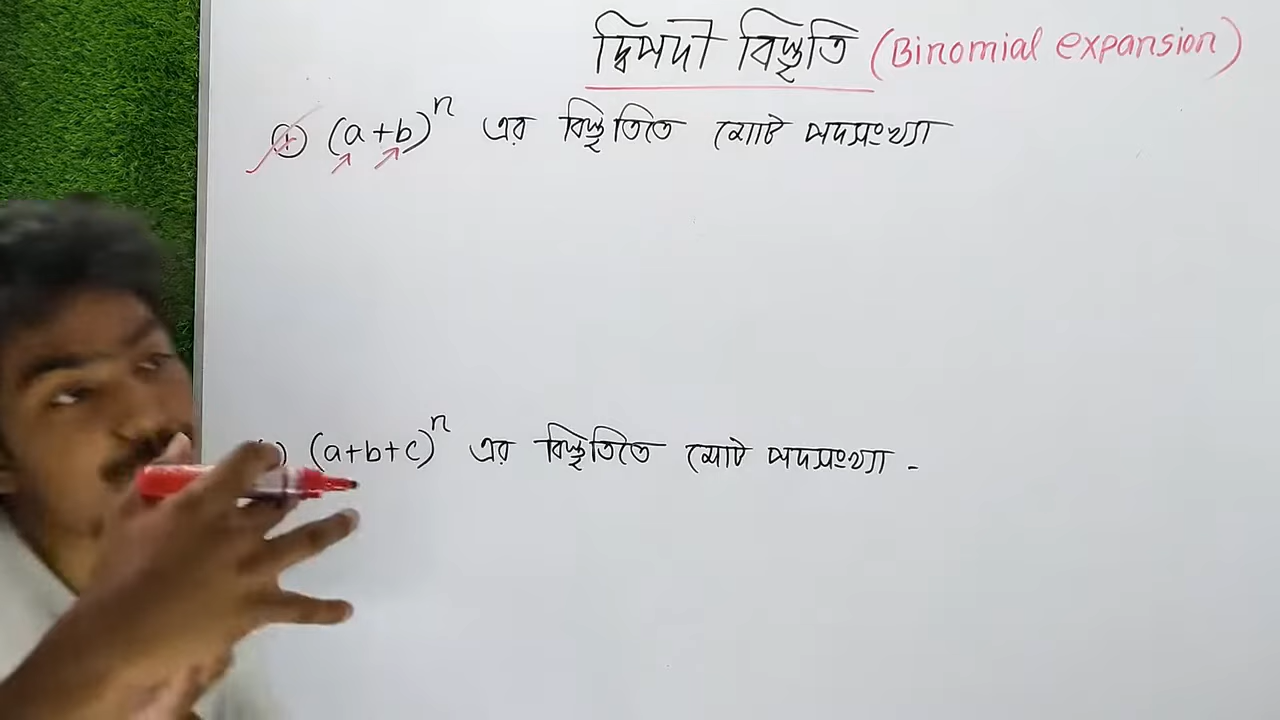 দ্বিপদী বিস্তৃতি (Binomial expansion)
(a+b)^n এর বিস্তৃতিতে মোট পদসংখ্যা
(a+b+c)^n এর বিস্তৃতিতে মোট পদসংখ্যা -